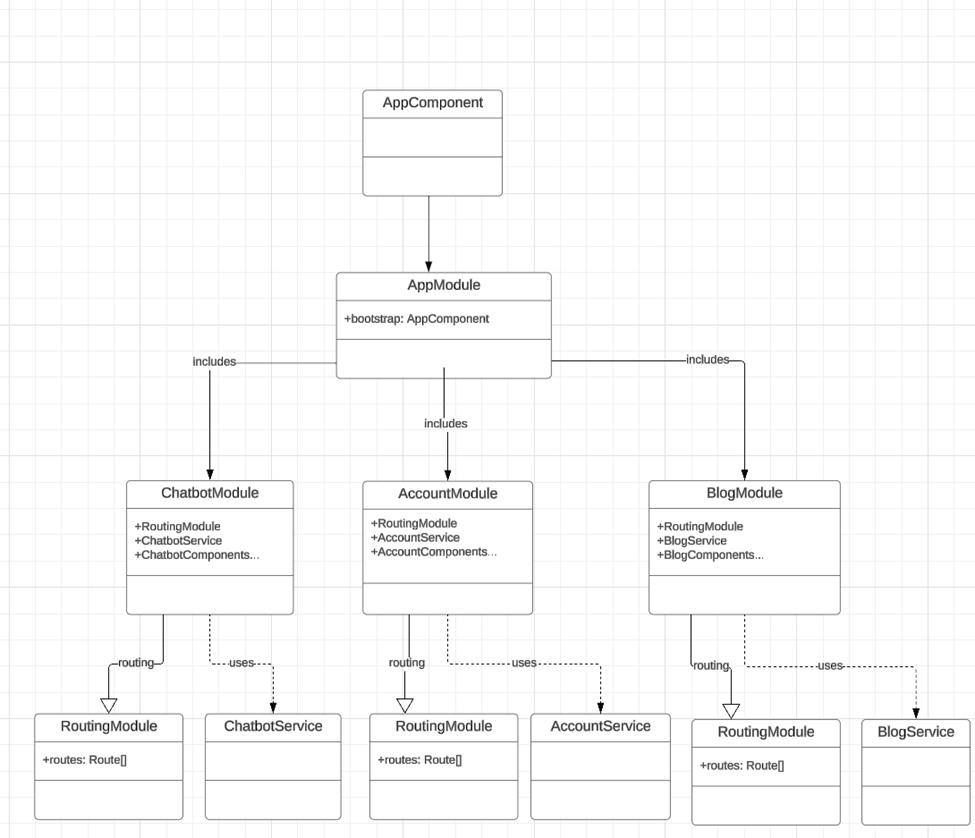 AppComponent
AppModule
+bootstrap: AppComponent
includes
includes
includes
ChatbotModule
+RoutingModule
+ChatbotService
+ChatbotComponents...
AccountModule
+RoutingModule
+AccountService
+AccountComponents...
BlogModule
+RoutingModule
+BlogService
+BlogComponents...
routing
uses
routing
uses
routing
uses
RoutingModule
+routes: Route[]
ChatbotService
RoutingModule
+routes: Route[]
AccountService
RoutingModule
+routes: Route[]
BlogService